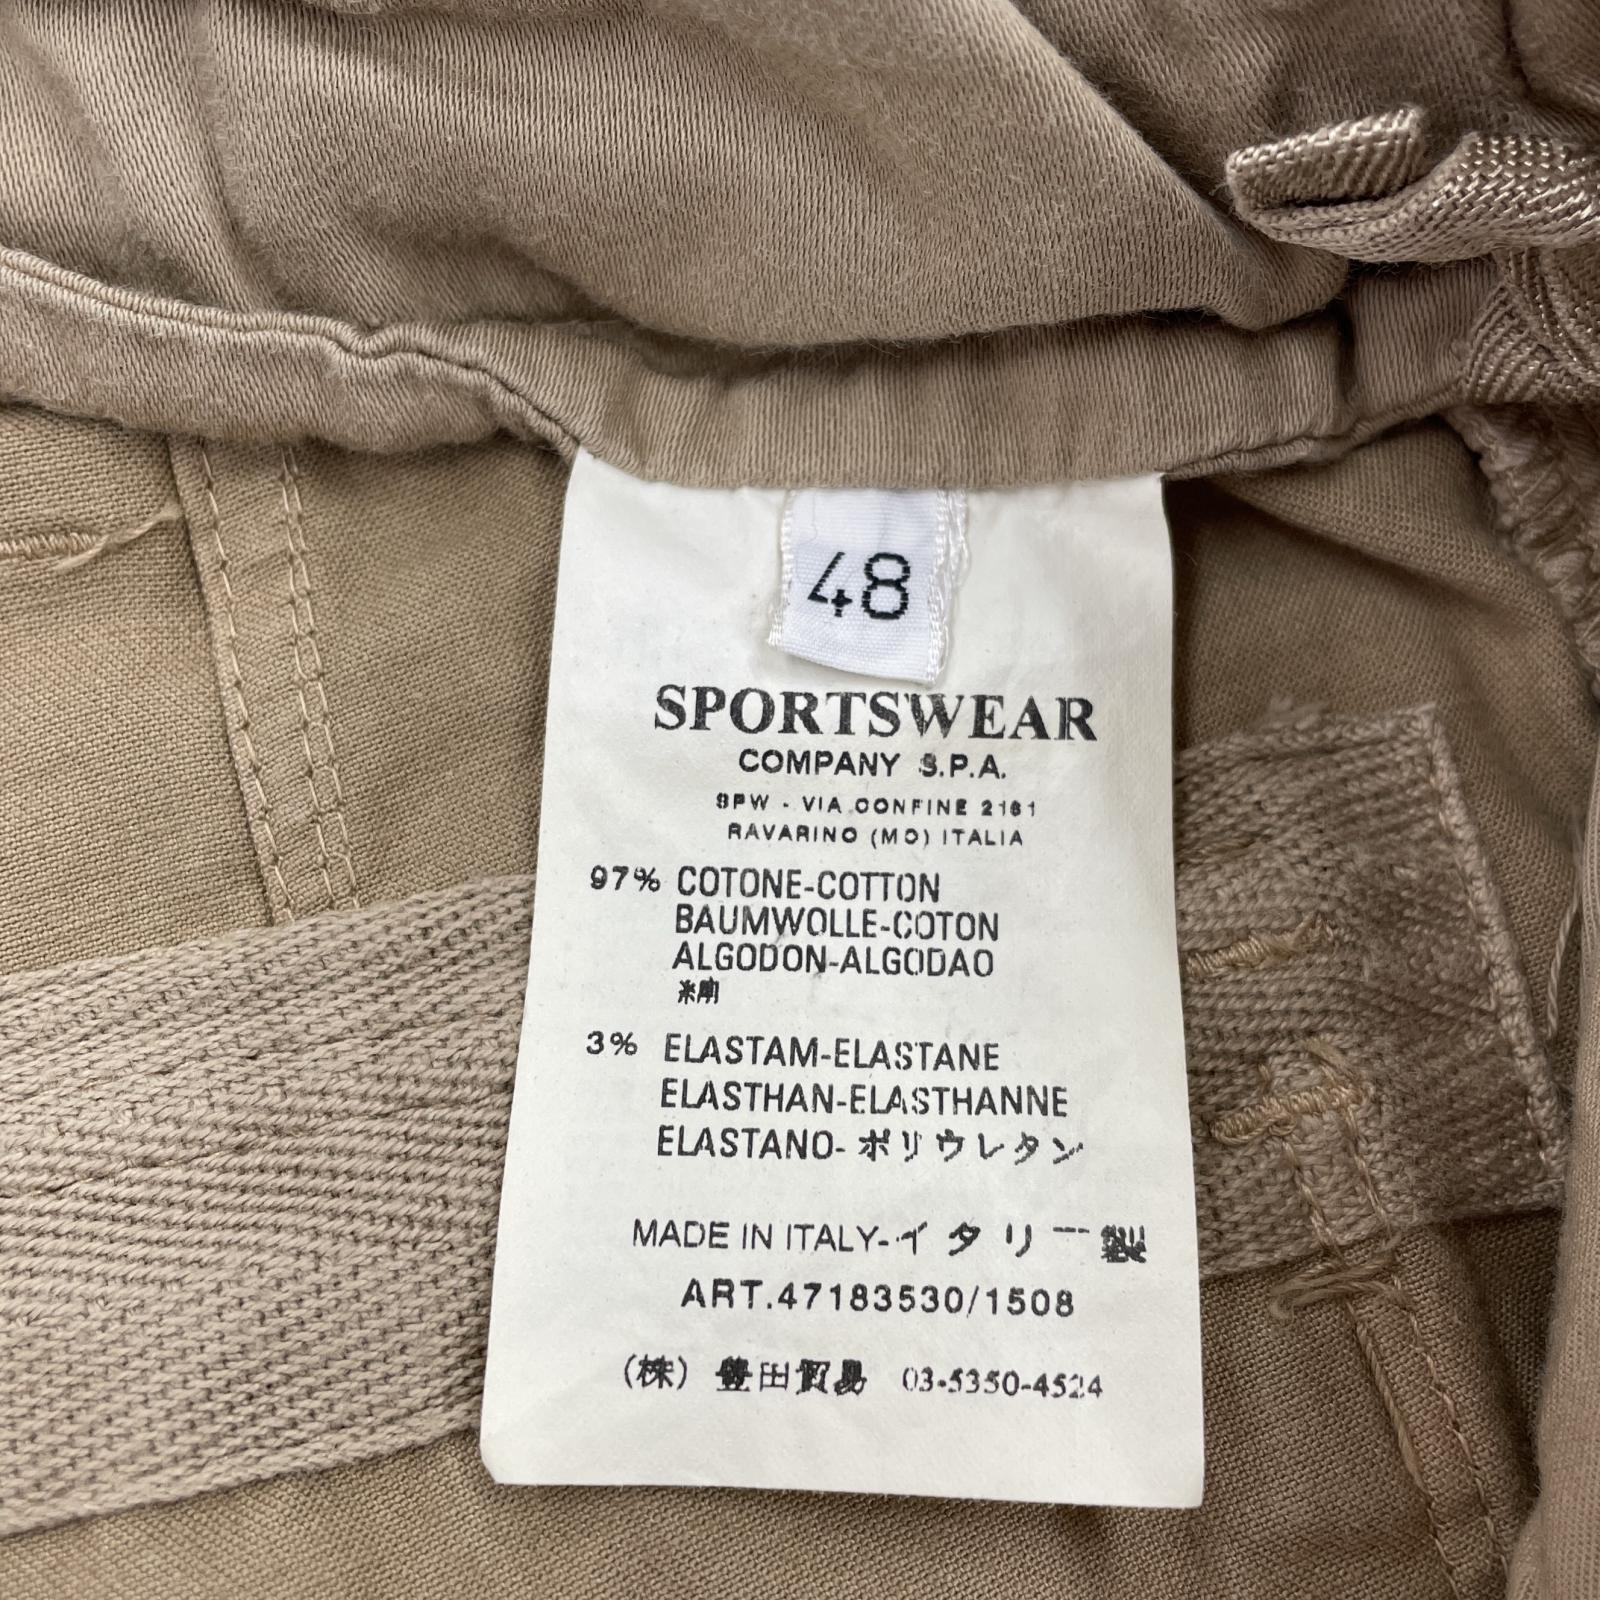 48
SPORTSWEAR
COMPANY S.P.A.
SPW - VIA CONFINE 2161
RAVARINO (MO) ITALIA
97% COTONE-COTTON
BAUMWOLLE-COTON
ALGODON-ALGODAO
綿
3% ELASTAM-ELASTANE
ELASTHAN-ELASTHANNE
ELASTANO-ポリウレタン
MADE IN ITALY-イタリー製
ART.47183530/1508
(株) 豊田貿易 03-5350-4524